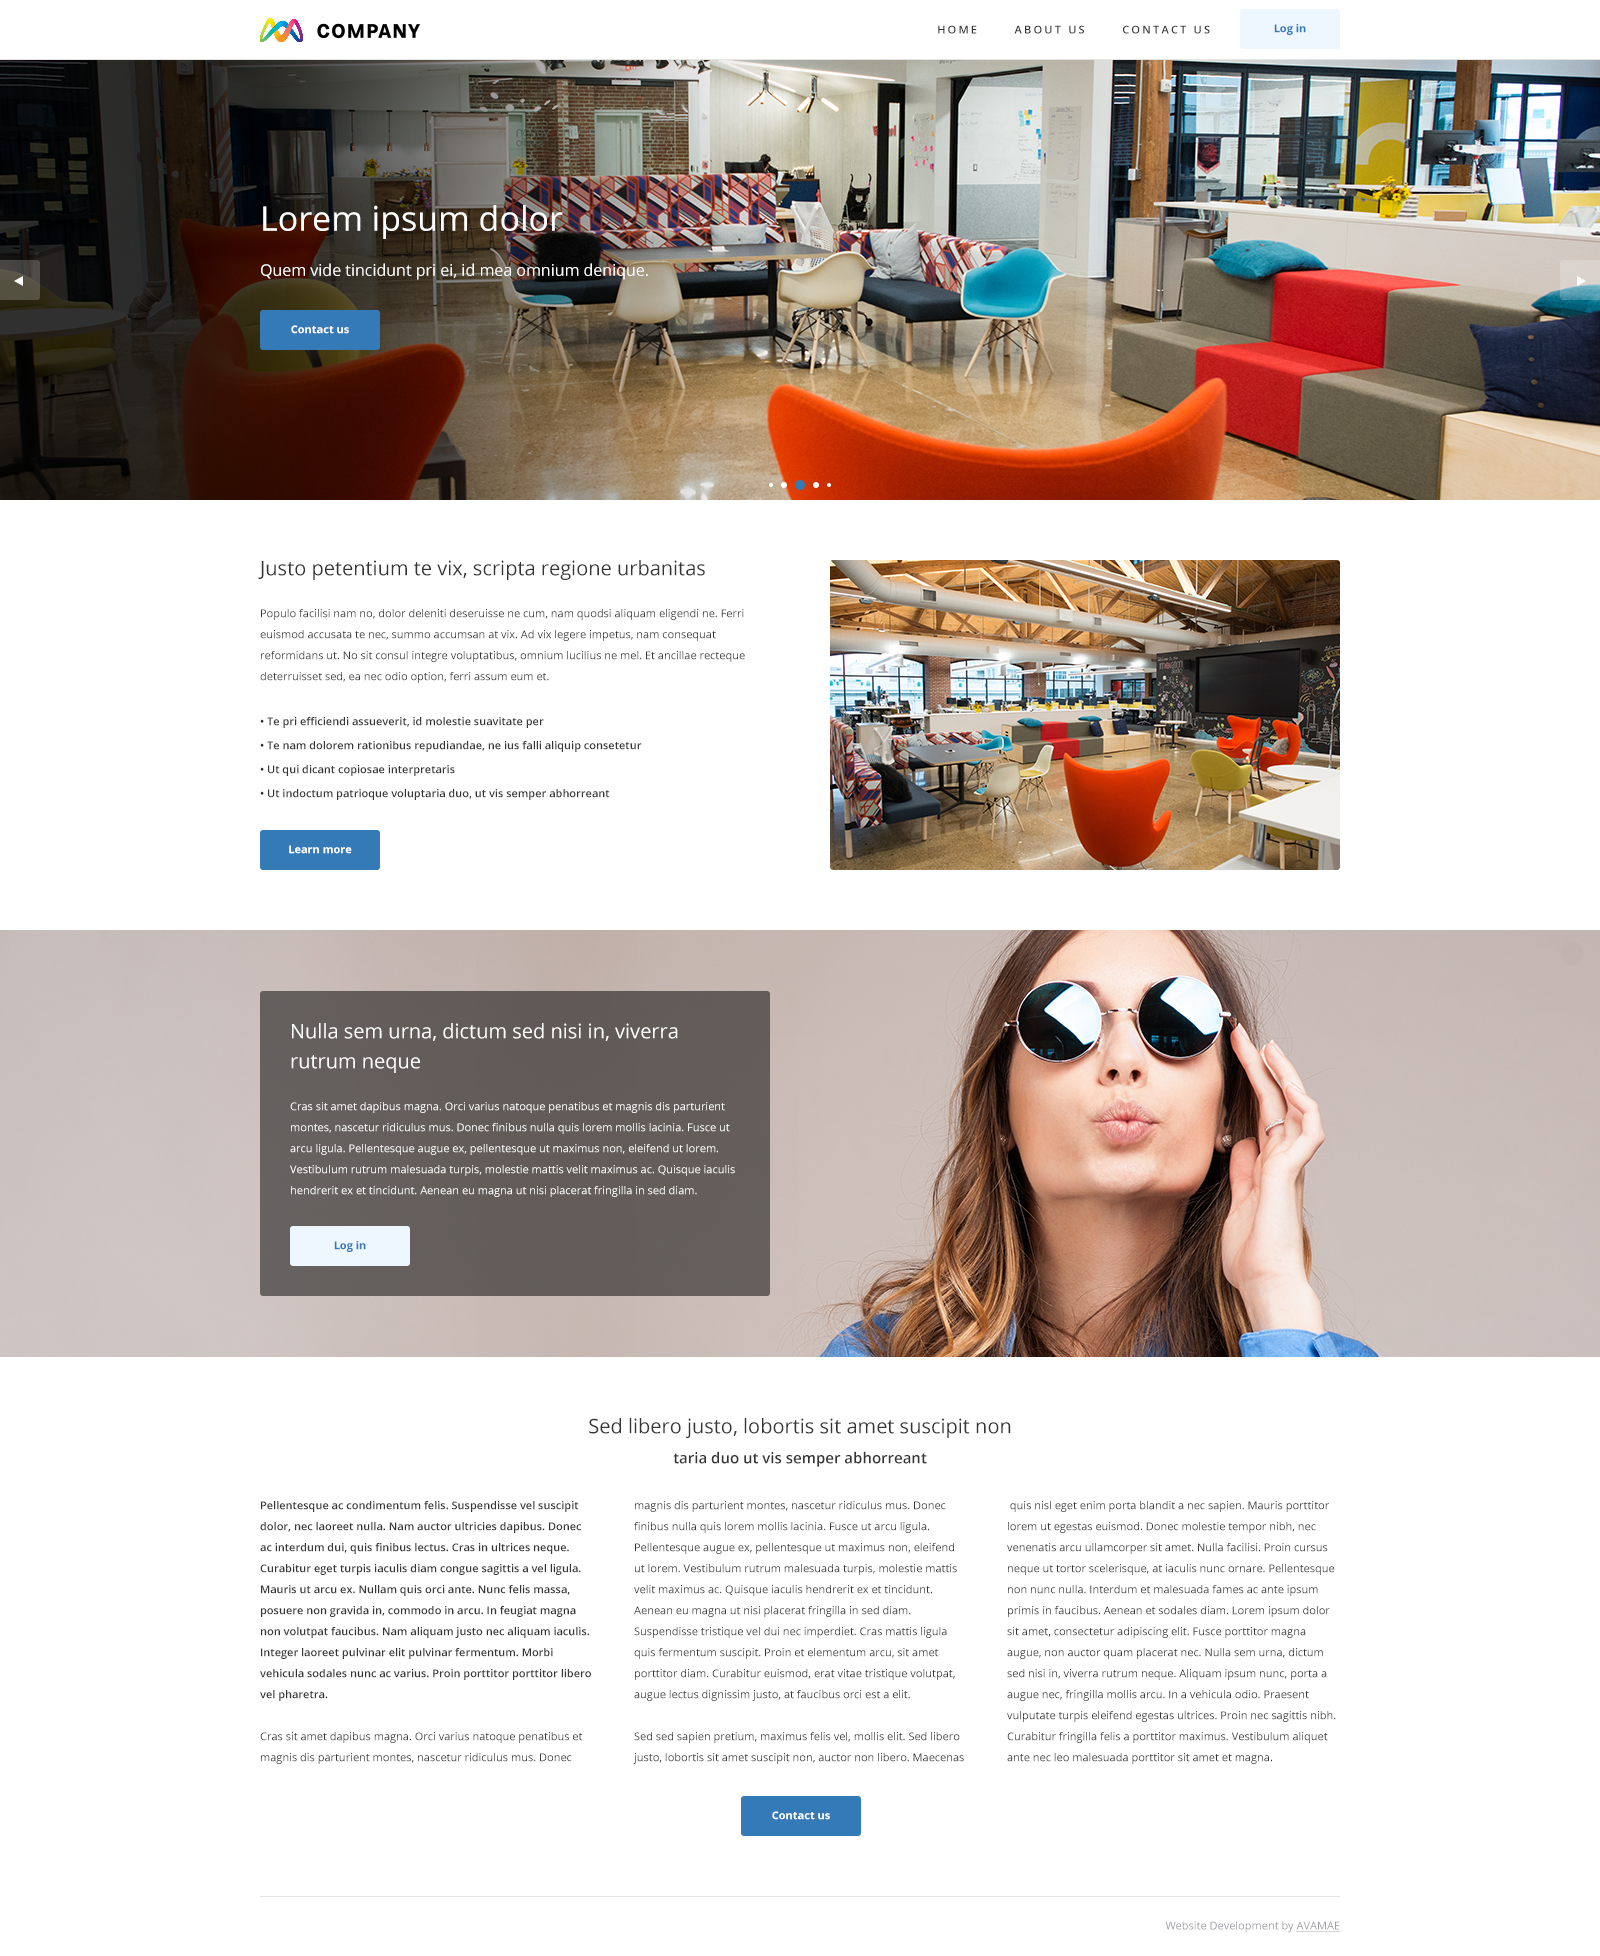 COMPANY
HOME ABOUT US CONTACT US Log in
Lorem ipsum dolor
Quem vide tincidunt pri ei, id mea omnium denique.
Contact us
Justo petentium te vix, scripta regione urbanitas
Populo facilisi nam no, dolor deleniti deseruisse ne cum, nam quodsi aliquam eligendi ne. Ferri
euismod accusata te nec, summo accumsan at vix. Ad vix legere impetus, nam consequat
reformidans ut. No sit consul integre voluptatibus, omnium lucilius ne mel. Et ancillae recteque
deterruisset sed, ea nec odio option, ferri assum eum et.
• Te pri efficiendi assueverit, id molestie suavitate per
• Te nam dolorem rationibus repudiandae, ne ius falli aliquip consetetur
• Ut qui dicant copiosae interpretaris
• Ut indoctum patrioque voluptaria duo, ut vis semper abhorreant
Learn more
Nulla sem urna, dictum sed nisi in, viverra
rutrum neque
Cras sit amet dapibus magna. Orci varius natoque penatibus et magnis dis parturient
montes, nascetur ridiculus mus. Donec finibus nulla quis lorem mollis lacinia. Fusce ut
arcu ligula. Pellentesque augue ex, pellentesque ut maximus non, eleifend ut lorem.
Vestibulum rutrum malesuada turpis, molestie mattis velit maximus ac. Quisque iaculis
hendrerit ex et tincidunt. Aenean eu magna ut nisi placerat fringilla in sed diam.
Log in
Sed libero justo, lobortis sit amet suscipit non
taria duo ut vis semper abhorreant
Pellentesque ac condimentum felis. Suspendisse vel suscipit
dolor, nec laoreet nulla. Nam auctor ultricies dapibus. Donec
ac interdum dui, quis finibus lectus. Cras in ultrices neque.
Curabitur eget turpis iaculis diam congue sagittis a vel ligula.
Mauris ut arcu ex. Nullam quis orci ante. Nunc felis massa,
posuere non gravida in, commodo in arcu. In feugiat magna
non volutpat faucibus. Nam aliquam justo nec aliquam iaculis.
Integer laoreet pulvinar elit pulvinar fermentum. Morbi
vehicula sodales nunc ac varius. Proin porttitor porttitor libero
vel pharetra.
Cras sit amet dapibus magna. Orci varius natoque penatibus et
magnis dis parturient montes, nascetur ridiculus mus. Donec
magnis dis parturient montes, nascetur ridiculus mus. Donec
finibus nulla quis lorem mollis lacinia. Fusce ut arcu ligula.
Pellentesque augue ex, pellentesque ut maximus non, eleifend
ut lorem. Vestibulum rutrum malesuada turpis, molestie mattis
velit maximus ac. Quisque iaculis hendrerit ex et tincidunt.
Aenean eu magna ut nisi placerat fringilla in sed diam.
Suspendisse tristique vel dui nec imperdiet. Cras mattis ligula
quis fermentum suscipit. Proin et elementum arcu, sit amet
porttitor diam. Curabitur euismod, erat vitae tristique volutpat,
augue lectus dignissim justo, at faucibus orci est a elit.
Sed sed sapien pretium, maximus felis vel, mollis elit. Sed libero
justo, lobortis sit amet suscipit non, auctor non libero. Maecenas
quis nisl eget enim porta blandit a nec sapien. Mauris porttitor
lorem ut egestas euismod. Donec molestie tempor nibh, nec
venenatis arcu ullamcorper sit amet. Nulla facilisi. Proin cursus
neque ut tortor scelerisque, at iaculis nunc ornare. Pellentesque
non nunc nulla. Interdum et malesuada fames ac ante ipsum
primis in faucibus. Aenean et sodales diam. Lorem ipsum dolor
sit amet, consectetur adipiscing elit. Fusce porttitor magna
augue, non auctor quam placerat nec. Nulla sem urna, dictum
sed nisi in, viverra rutrum neque. Aliquam ipsum nunc, porta a
augue nec, fringilla mollis arcu. In a vehicula odio. Praesent
vulputate turpis eleifend egestas ultrices. Proin nec sagittis nibh.
Curabitur fringilla felis a porttitor maximus. Vestibulum aliquet
ante nec leo malesuada porttitor sit amet et magna.
Contact us
Website Development by AVAMAE